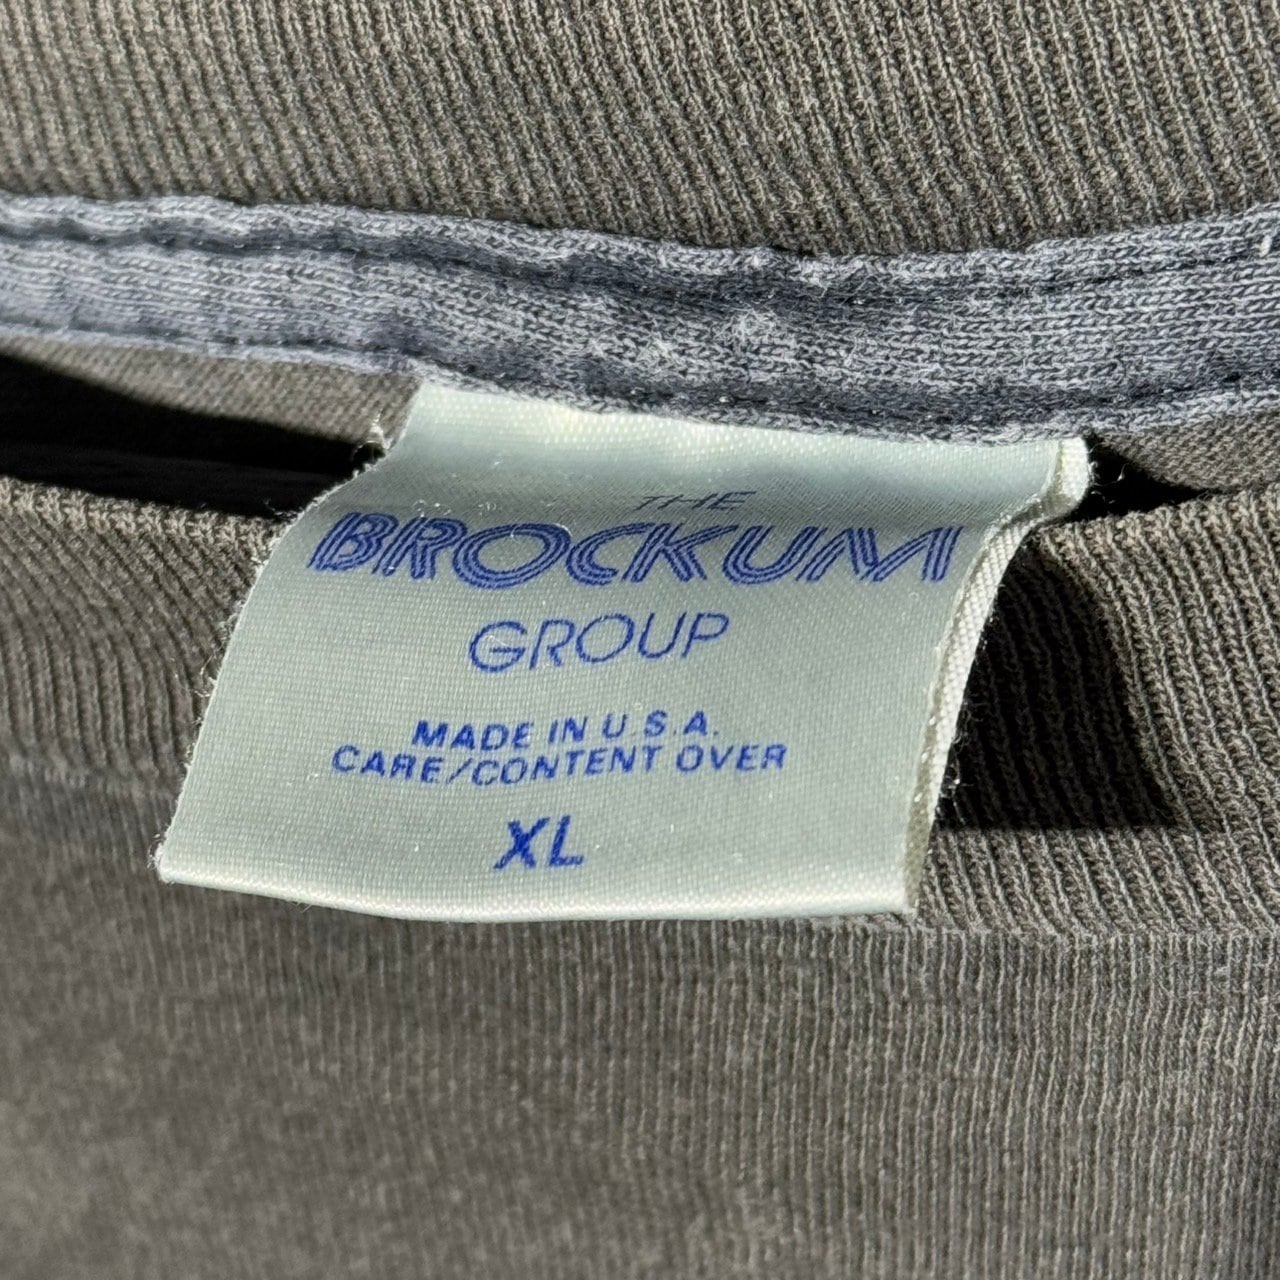 THE
BROCKUM
GROUP
MADE IN U.S.A.
CARE/CONTENT OVER
XL